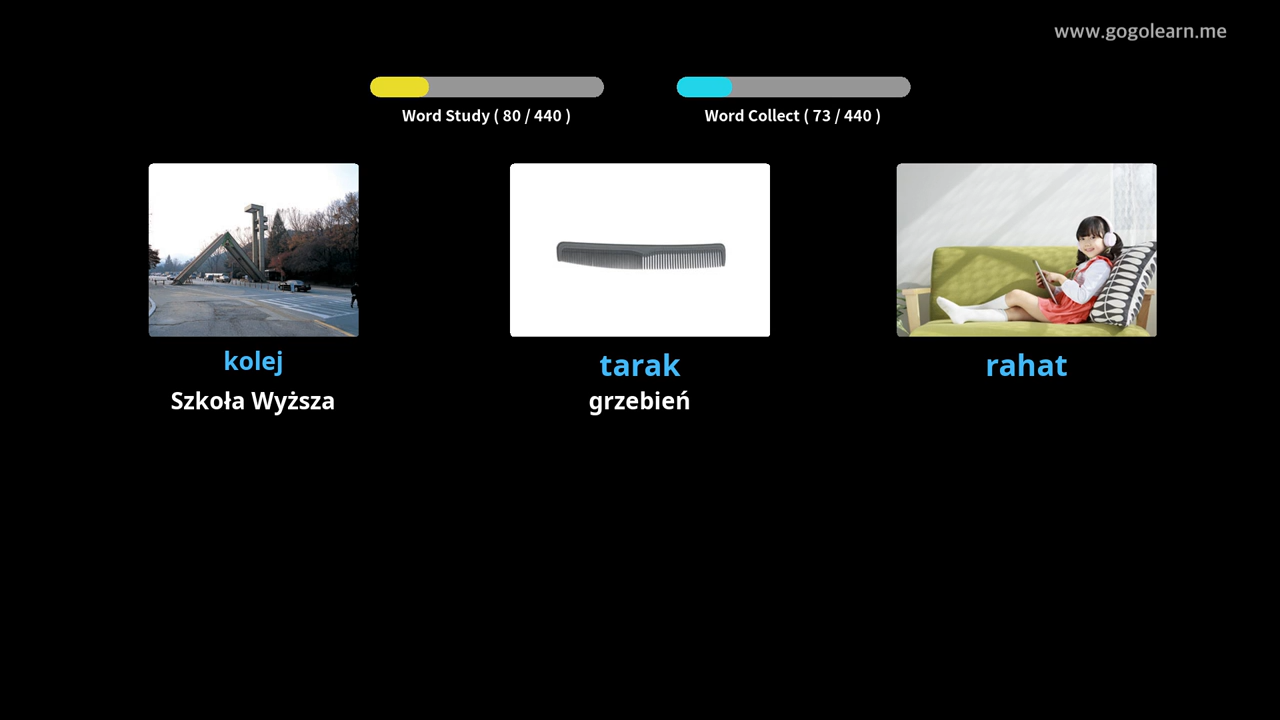 www.gogolearn.me
Word Study ( 80 / 440 )
Word Collect ( 73 / 440 )
kolej
Szkoła Wyższa
tarak
grzebień
rahat